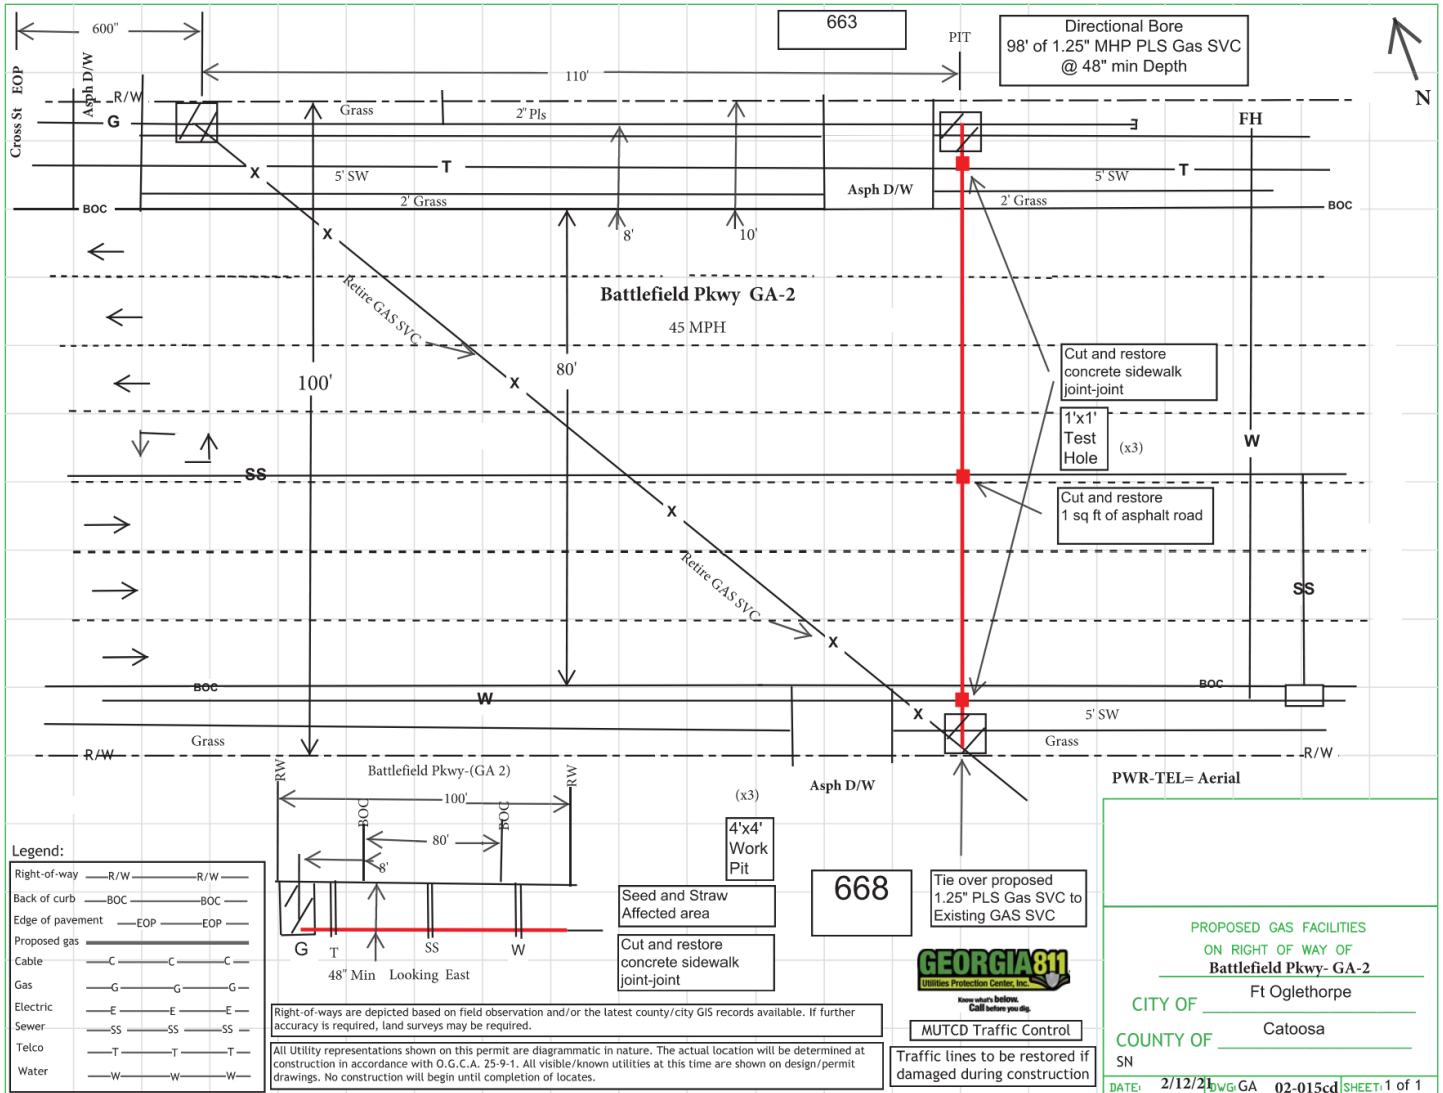 600"
663
Directional Bore
98' of 1.25" MHP PLS Gas SVC
@ 48" min Depth
PIT
110'
N
Cross St EOP
Asph D/W
R/W
Grass
2" Pls
G
FH
T
5' SW
5' SW
T
Asph D/W
2' Grass
2' Grass
BOC
BOC
8'
10'
Retire GAS SVC
Battlefield Pkwy GA-2
45 MPH
X
X
X
X
X
X
100'
80'
Cut and restore
concrete sidewalk
joint-joint
1'x1'
Test
Hole
(x3)
W
SS
Cut and restore
1 sq ft of asphalt road
Retire GAS SVC
SS
BOC
BOC
W
5' SW
Grass
Grass
R/W
R/W
PWR-TEL= Aerial
Asph D/W
Battlefield Pkwy-(GA 2)
RW
RW
100'
BOC
BOC
80'
8'
G
T
SS
W
48" Min Looking East
(x3)
4'x4'
Work
Pit
Seed and Straw
Affected area
Cut and restore
concrete sidewalk
joint-joint
668
Tie over proposed
1.25" PLS Gas SVC to
Existing GAS SVC
Legend:
Right-of-way R/W R/W
Back of curb BOC BOC
Edge of pavement EOP EOP
Proposed gas
Cable C C C
Gas G G G
Electric E E E
Sewer SS SS SS
Telco T T T
Water W W W
Right-of-ways are depicted based on field observation and/or the latest county/city GIS records available. If further
accuracy is required, land surveys may be required.
All Utility representations shown on this permit are diagrammatic in nature. The actual location will be determined at
construction in accordance with O.G.C.A. 25-9-1. All visible/known utilities at this time are shown on design/permit
drawings. No construction will begin until completion of locates.
GEORGIA811
Utilities Protection Center, Inc.
Know what's below.
Call before you dig.
MUTCD Traffic Control
Traffic lines to be restored if
damaged during construction
PROPOSED GAS FACILITIES
ON RIGHT OF WAY OF
Battlefield Pkwy- GA-2
CITY OF Ft Oglethorpe
COUNTY OF Catoosa
SN
DATE: 2/12/21 DWG: GA 02-015cd SHEET: 1 of 1